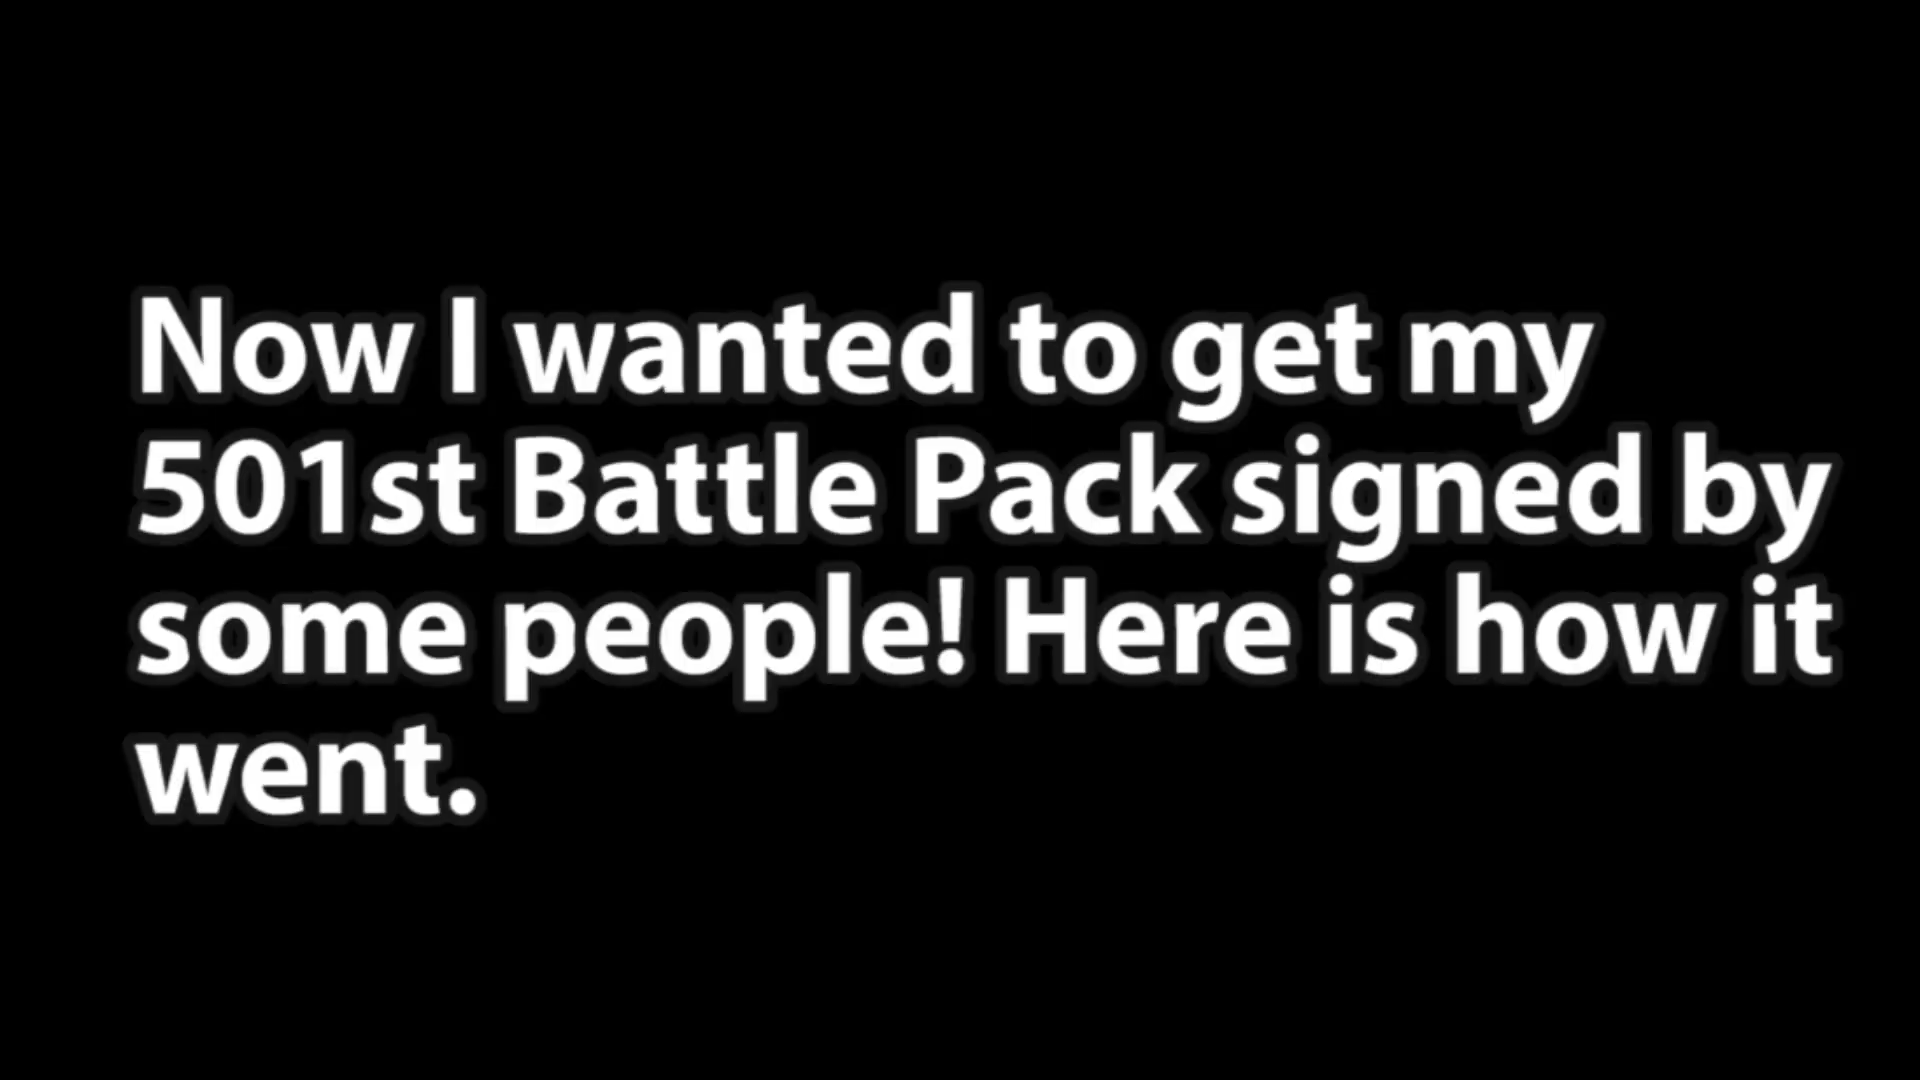 Now I wanted to get my
501st Battle Pack signed by
some people! Here is how it
went.